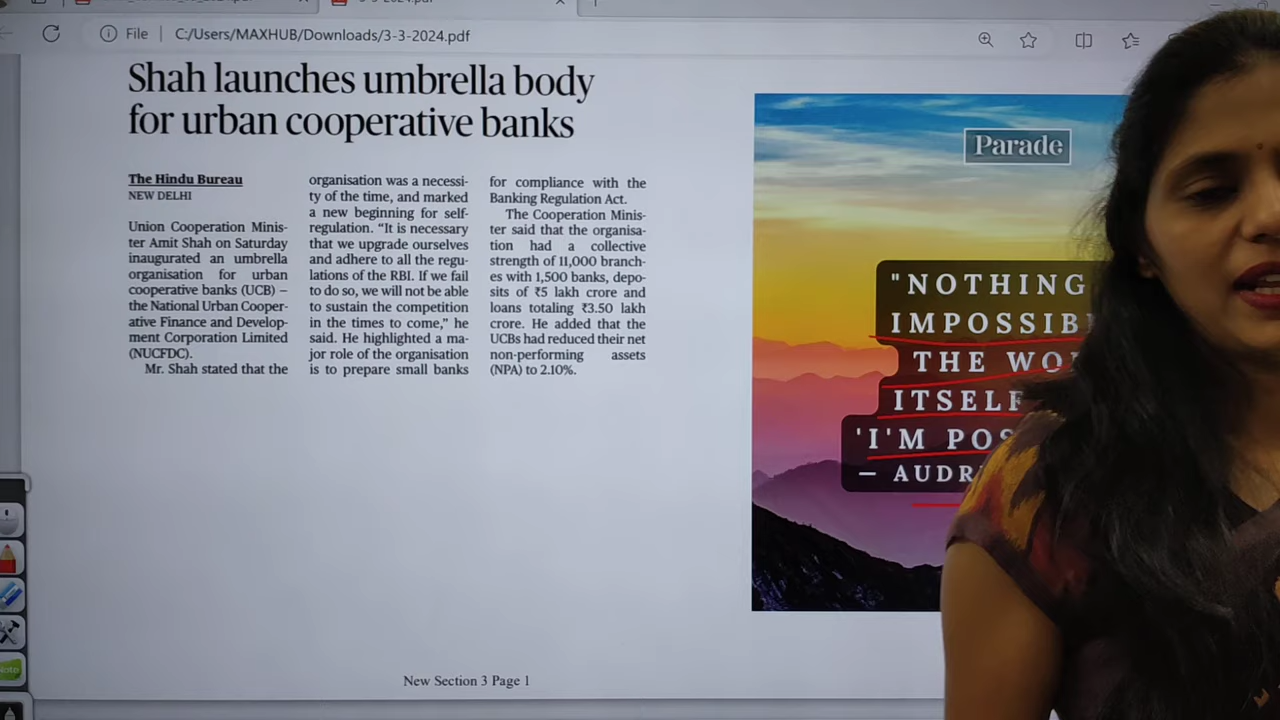 File
C:/Users/MAXHUB/Downloads/3-3-2024.pdf
Shah launches umbrella body
for urban cooperative banks
The Hindu Bureau
NEW DELHI
Union Cooperation Minis-
ter Amit Shah on Saturday
inaugurated an umbrella
organisation for urban
cooperative banks (UCB) –
the National Urban Cooper-
ative Finance and Develop-
ment Corporation Limited
(NUCFDC).
Mr. Shah stated that the
organisation was a necessi-
ty of the time, and marked
a new beginning for self-
regulation. “It is necessary
that we upgrade ourselves
and adhere to all the regu-
lations of the RBI. If we fail
to do so, we will not be able
to sustain the competition
in the times to come,” he
said. He highlighted a ma-
jor role of the organisation
is to prepare small banks
for compliance with the
Banking Regulation Act.
The Cooperation Minis-
ter said that the organisa-
tion had a collective
strength of 11,000 branch-
es with 1,500 banks, depo-
sits of ₹5 lakh crore and
loans totaling ₹3.50 lakh
crore. He added that the
UCBs had reduced their net
non-performing assets
(NPA) to 2.10%.
Parade
"NOTHING
THE
ITSELF
'I'M
—
New Section 3 Page 1